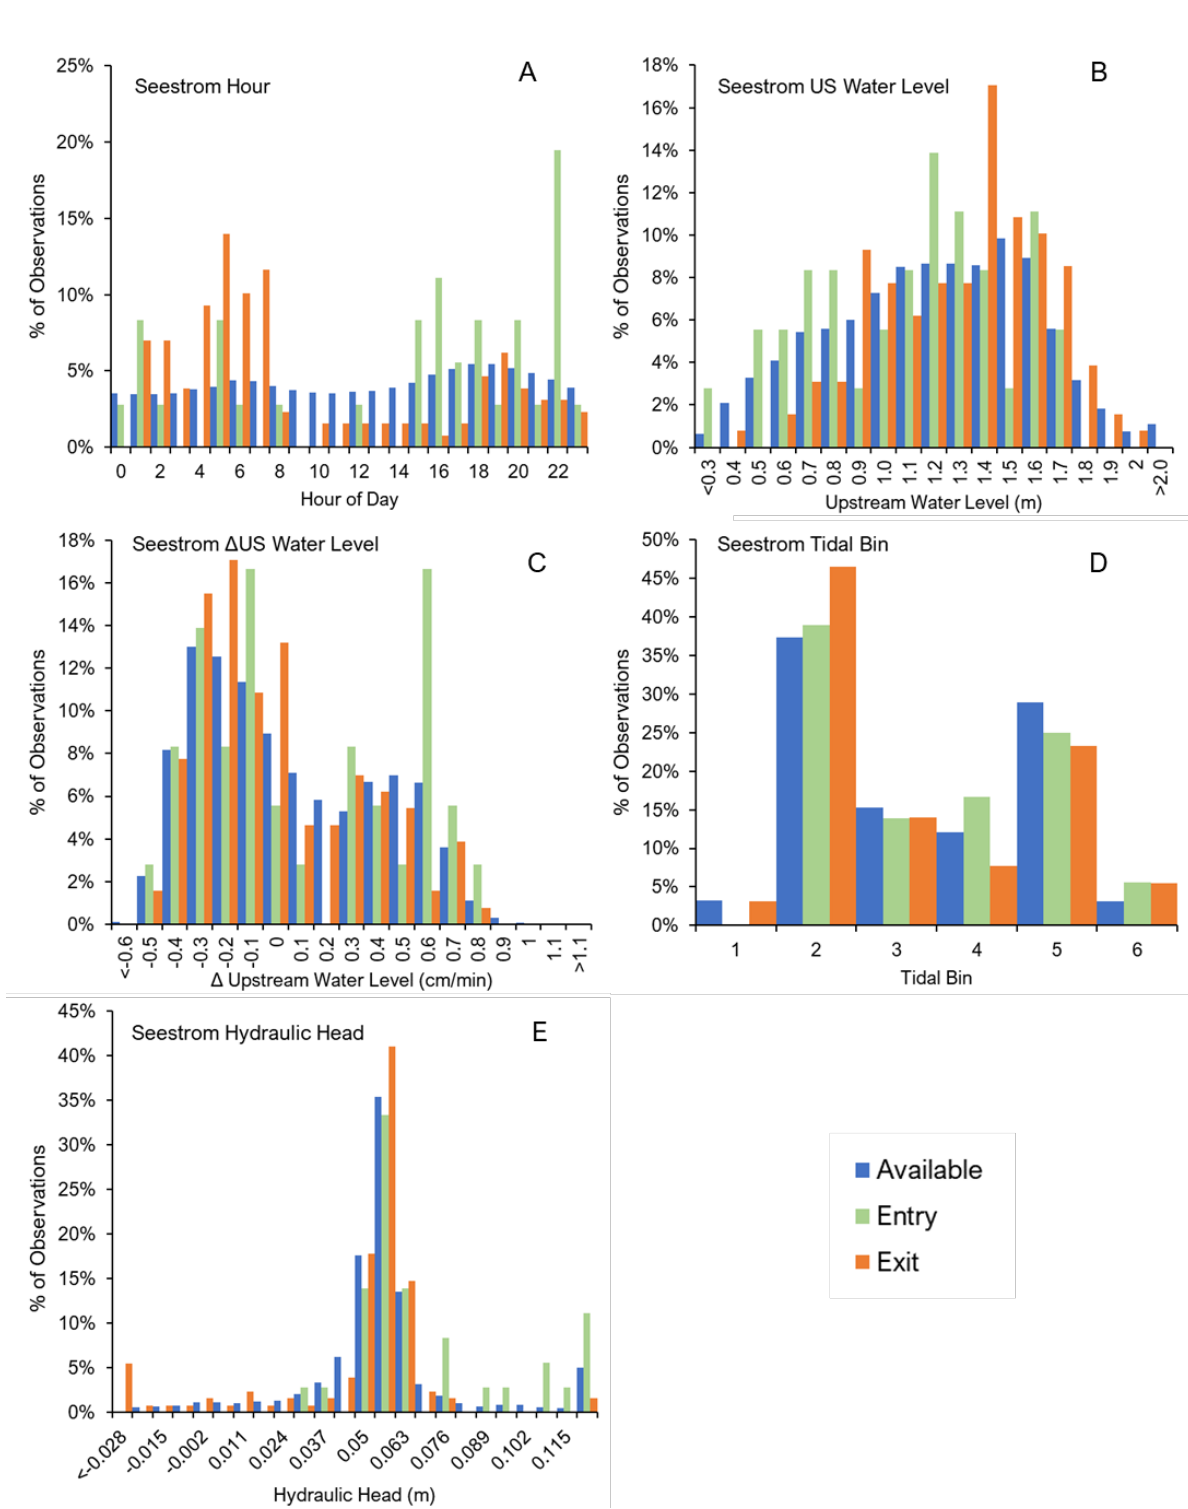 Seestrom Hour
A
% of Observations
25%
20%
15%
10%
5%
0%
0 2 4 6 8 10 12 14 16 18 20 22
Hour of Day
Seestrom US Water Level
B
% of Observations
18%
16%
14%
12%
10%
8%
6%
4%
2%
0%
<0.3 0.4 0.5 0.6 0.7 0.8 0.9 1.0 1.1 1.2 1.3 1.4 1.5 1.6 1.7 1.8 1.9 2 >2.0
Upstream Water Level (m)
Seestrom ΔUS Water Level
C
% of Observations
18%
16%
14%
12%
10%
8%
6%
4%
2%
0%
<-0.6 -0.5 -0.4 -0.3 -0.2 -0.1 0 0.1 0.2 0.3 0.4 0.5 0.6 0.7 0.8 0.9 1 1.1 >1.1
Δ Upstream Water Level (cm/min)
Seestrom Tidal Bin
D
% of Observations
50%
45%
40%
35%
30%
25%
20%
15%
10%
5%
0%
1 2 3 4 5 6
Tidal Bin
Seestrom Hydraulic Head
E
% of Observations
45%
40%
35%
30%
25%
20%
15%
10%
5%
0%
<-0.028 -0.015 -0.002 0.011 0.024 0.037 0.05 0.063 0.076 0.089 0.102 0.115
Hydraulic Head (m)
Available
Entry
Exit